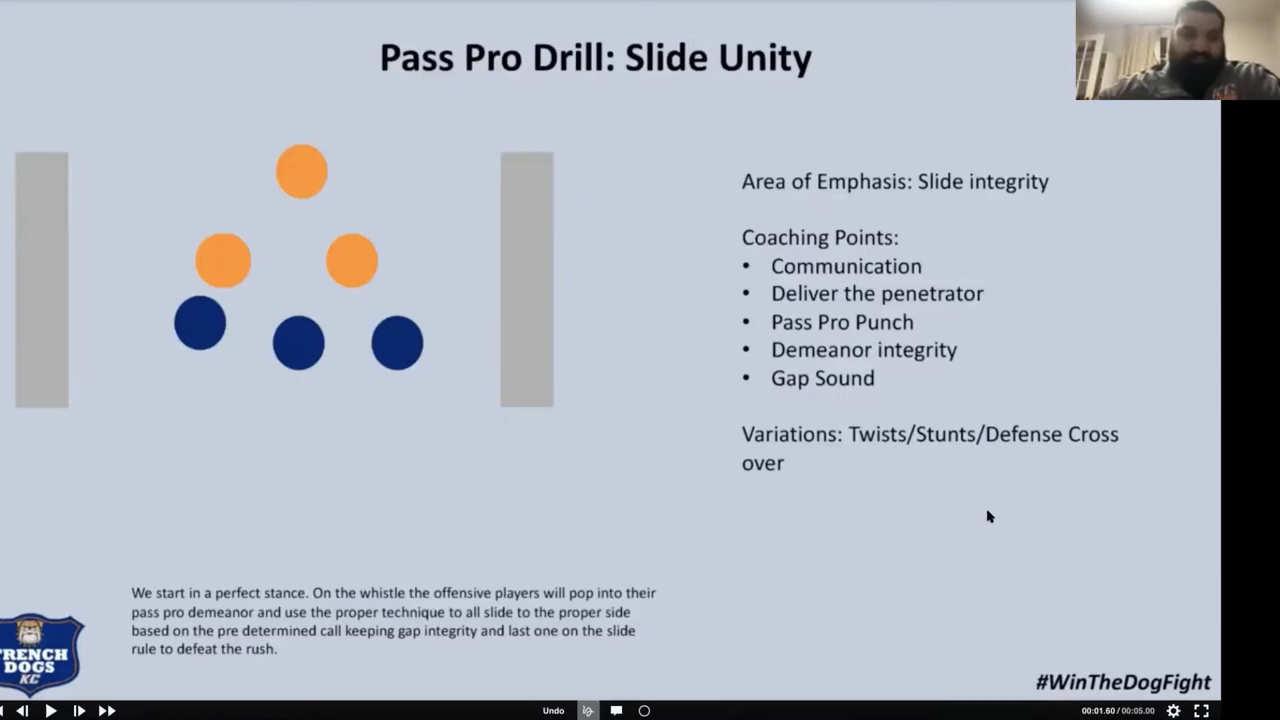 Pass Pro Drill: Slide Unity
Area of Emphasis: Slide integrity
Coaching Points:
• Communication
• Deliver the penetrator
• Pass Pro Punch
• Demeanor integrity
• Gap Sound
Variations: Twists/Stunts/Defense Cross
over
We start in a perfect stance. On the whistle the offensive players will pop into their
pass pro demeanor and use the proper technique to all slide to the proper side
based on the pre determined call keeping gap integrity and last one on the slide
rule to defeat the rush.
TRENCH
DOGS
KC
#WinTheDogFight
Undo
00:01.60 / 00:05.00